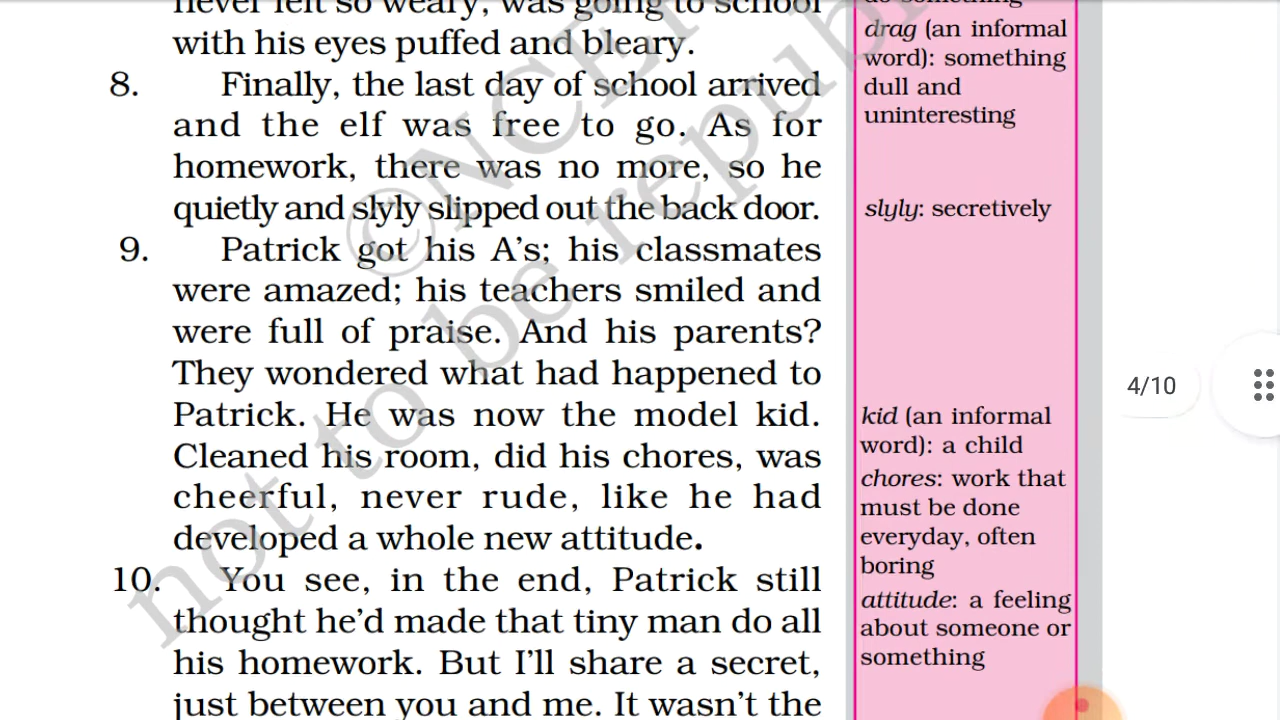 never felt so weary, was going to school
with his eyes puffed and bleary.
8. Finally, the last day of school arrived
and the elf was free to go. As for
homework, there was no more, so he
quietly and slyly slipped out the back door.
9. Patrick got his A's; his classmates
were amazed; his teachers smiled and
were full of praise. And his parents?
They wondered what had happened to
Patrick. He was now the model kid.
Cleaned his room, did his chores, was
cheerful, never rude, like he had
developed a whole new attitude.
10. You see, in the end, Patrick still
thought he'd made that tiny man do all
his homework. But I'll share a secret,
just between you and me. It wasn't the
do something
drag (an informal
word): something
dull and
uninteresting
slyly: secretively
kid (an informal
word): a child
chores: work that
must be done
everyday, often
boring
attitude: a feeling
about someone or
something
4/10
©NCER
not to be republi